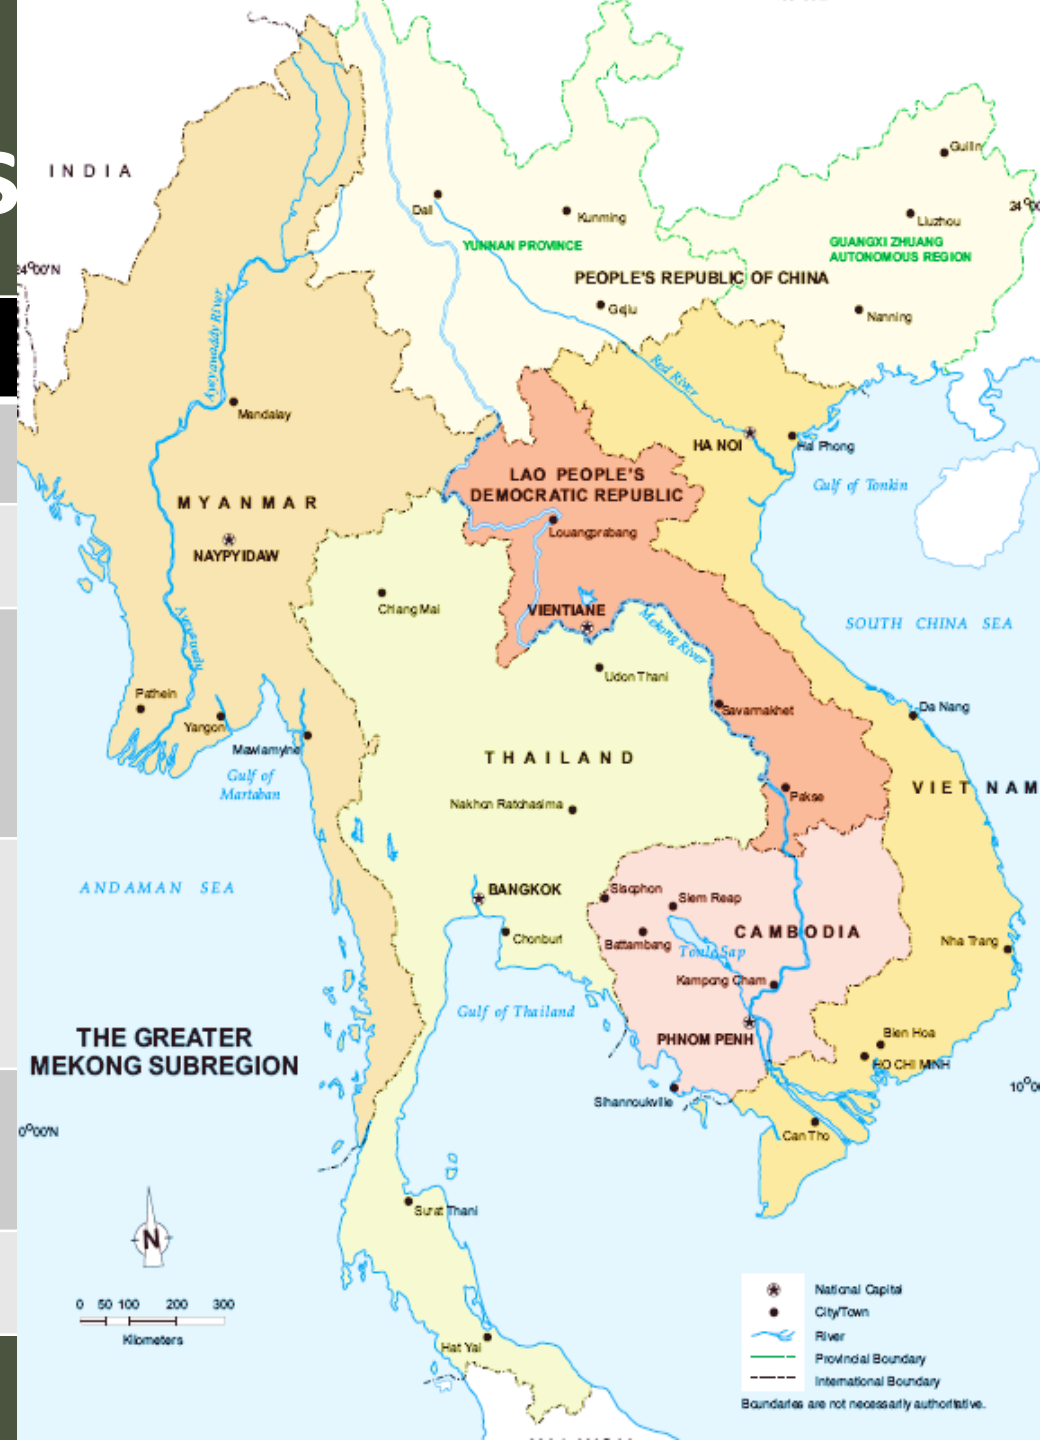 S
INDIA
Guilin
24°00
Liuzhou
Dali
Kunming
YUNNAN PROVINCE
GUANGXI ZHUANG
AUTONOMOUS REGION
24°00'N
PEOPLE'S REPUBLIC OF CHINA
Gejiu
Nanning
Ayeyawaddy River
Red River
Mandalay
HA NOI
Hai Phong
LAO PEOPLE'S
DEMOCRATIC REPUBLIC
Gulf of Tonkin
MYANMAR
Louangprabang
NAYPYIDAW
Chiang Mai
VIENTIANE
Mekong River
SOUTH CHINA SEA
Udon Thani
Pathein
Yangon
Savannakhet
Da Nang
Mawlamyine
THAILAND
Gulf of
Martaban
VIET NAM
Nakhon Ratchasima
Pakse
ANDAMAN SEA
BANGKOK
Sisophon
Siem Reap
Chonburi
Battambang
CAMBODIA
Tonle Sap
Nha Trang
Kampong Cham
Gulf of Thailand
THE GREATER
MEKONG SUBREGION
PHNOM PENH
Bien Hoa
HO CHI MINH
10°00
Sihanroukville
0°00'N
Can Tho
Surat Thani
N
0 50 100 200 300
Kilometers
Hat Yai
National Capital
City/Town
River
Provincial Boundary
International Boundary
Boundaries are not necessarily authoritative.